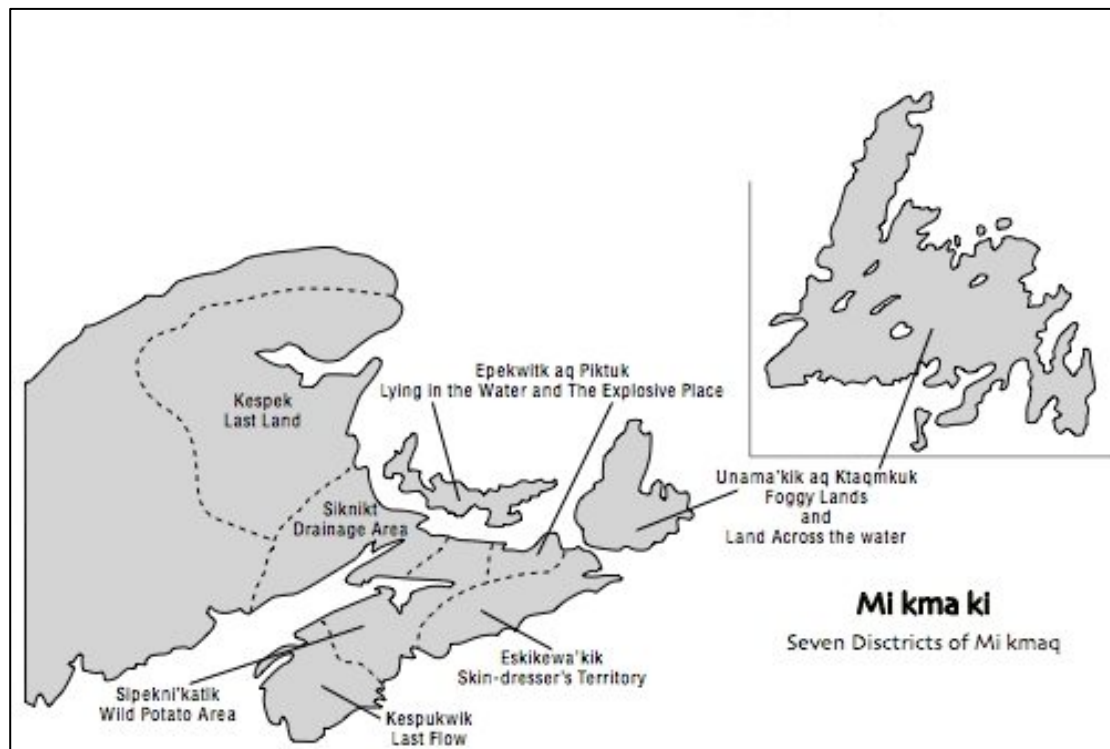 Kespek
Last Land
Epekwitk aq Piktuk
Lying in the Water and The Explosive Place
Siknikt
Drainage Area
Unama'kik aq Ktaqmkuk
Foggy Lands
and
Land Across the water
Mi kma ki
Seven Disctricts of Mi kmaq
Eskikewa'kik
Skin-dresser's Territory
Sipekni'katik
Wild Potato Area
Kespukwik
Last Flow